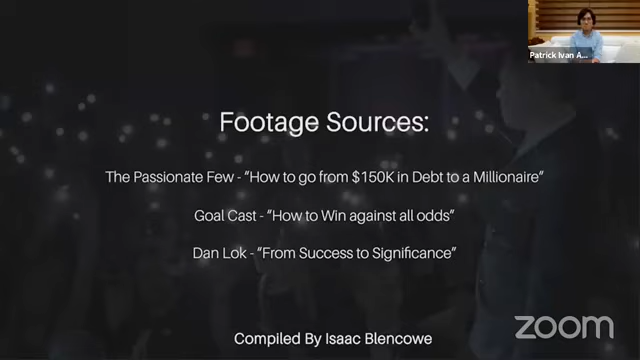 Patrick Ivan A...
Footage Sources:
The Passionate Few - “How to go from $150K in Debt to a Millionaire”
Goal Cast - “How to Win against all odds”
Dan Lok - “From Success to Significance”
zoom
Compiled By Isaac Blencowe